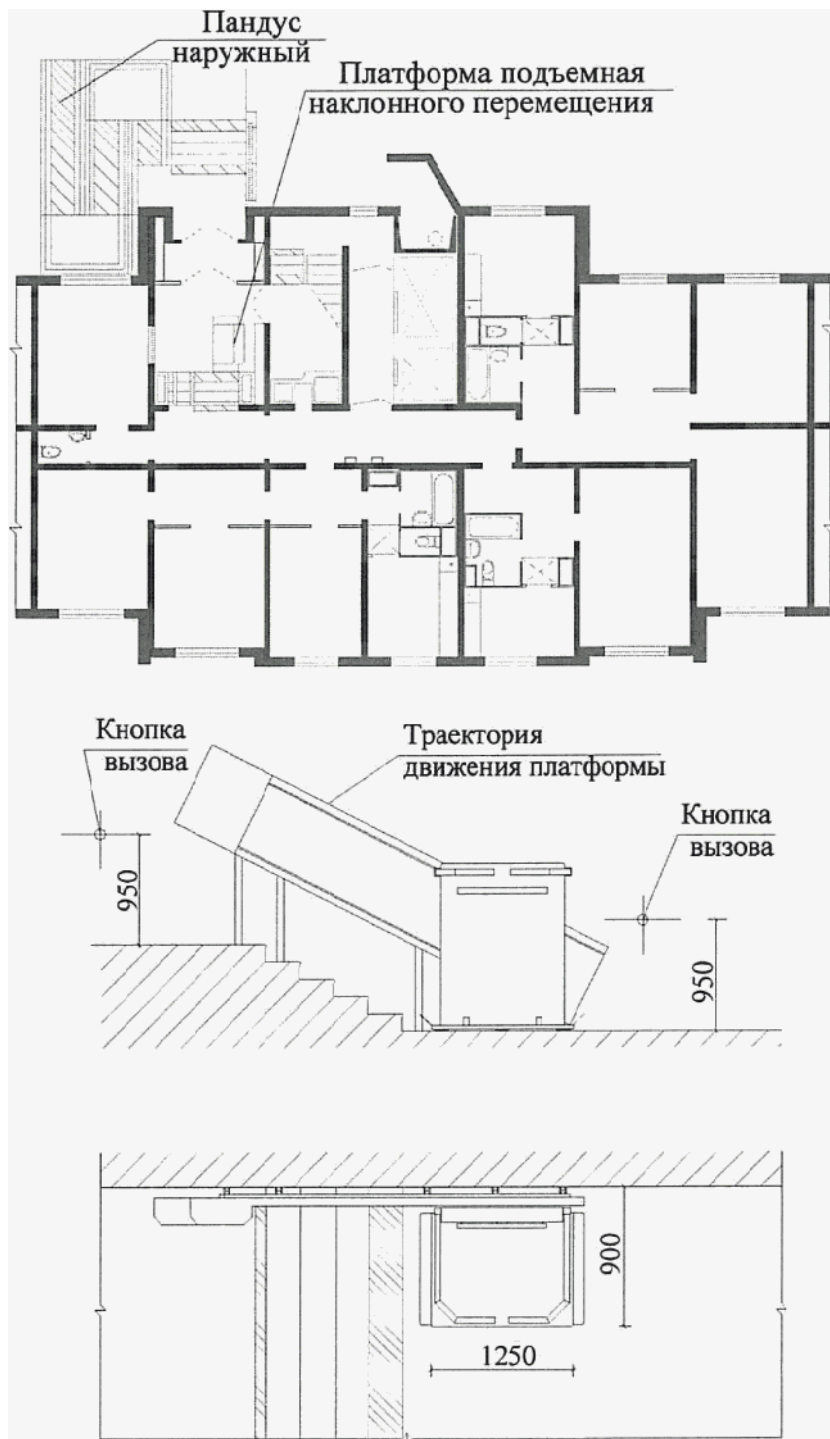 Пандус
наружный
Платформа подъемная
наклонного перемещения
Кнопка
вызова
Траектория
движения платформы
Кнопка
вызова
950
950
900
1250